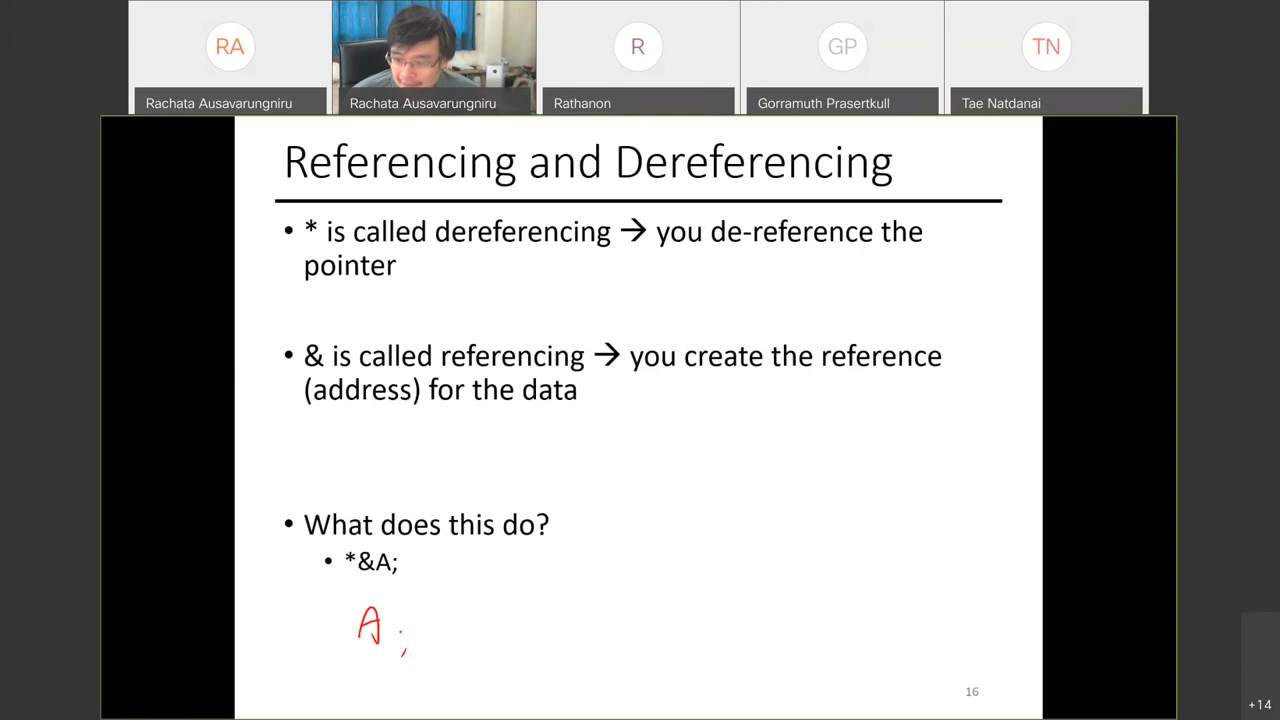 RA
R
GP
TN
Rachata Ausavarungniru
Rachata Ausavarungniru
Rathanon
Gorramuth Prasertkull
Tae Natdanai
Referencing and Dereferencing
• * is called dereferencing → you de-reference the
pointer
• & is called referencing → you create the reference
(address) for the data
• What does this do?
• *&A;
A ;
16
+14